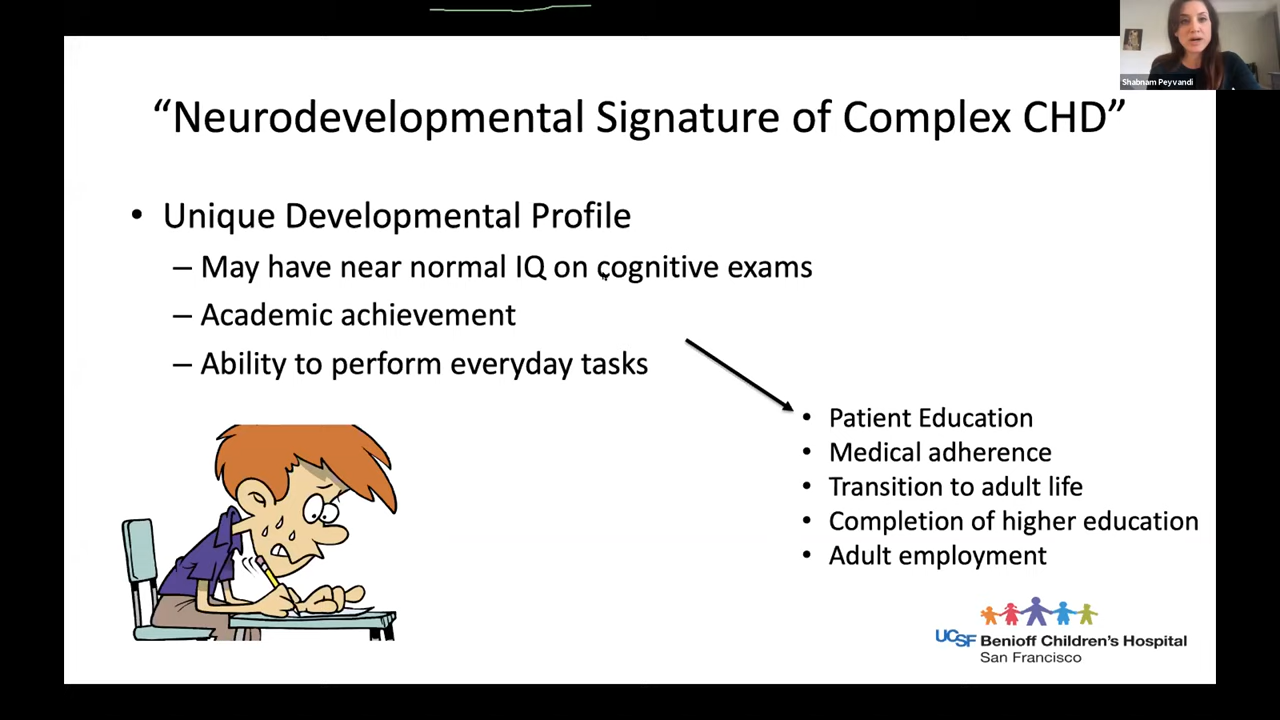 Shabnam Peyvandi
“Neurodevelopmental Signature of Complex CHD”
• Unique Developmental Profile
– May have near normal IQ on cognitive exams
– Academic achievement
– Ability to perform everyday tasks
• Patient Education
• Medical adherence
• Transition to adult life
• Completion of higher education
• Adult employment
UCSF Benioff Children's Hospital
San Francisco